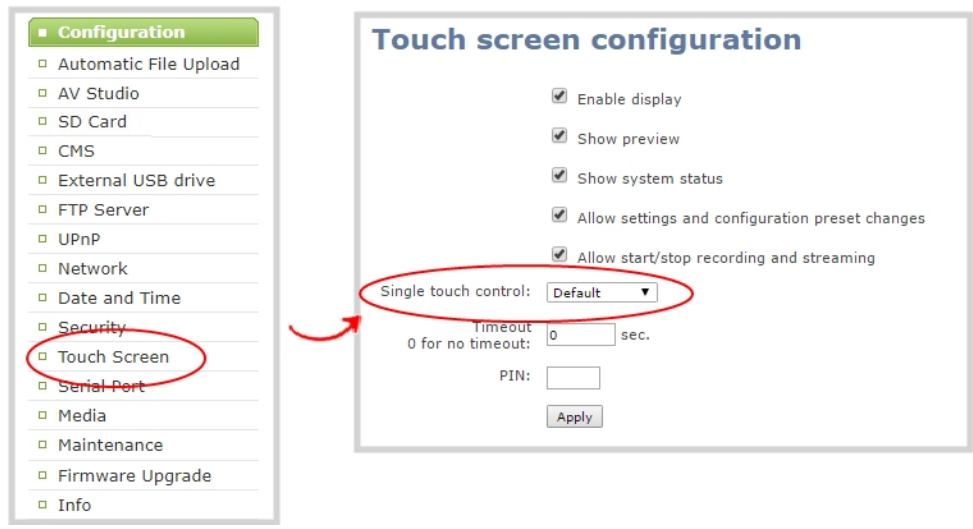 Configuration
Automatic File Upload
AV Studio
SD Card
CMS
External USB drive
FTP Server
UPnP
Network
Date and Time
Security
Touch Screen
Serial Port
Media
Maintenance
Firmware Upgrade
Info
Touch screen configuration
Enable display
Show preview
Show system status
Allow settings and configuration preset changes
Allow start/stop recording and streaming
Single touch control: Default
Timeout
0 for no timeout: 0 sec.
PIN:
Apply